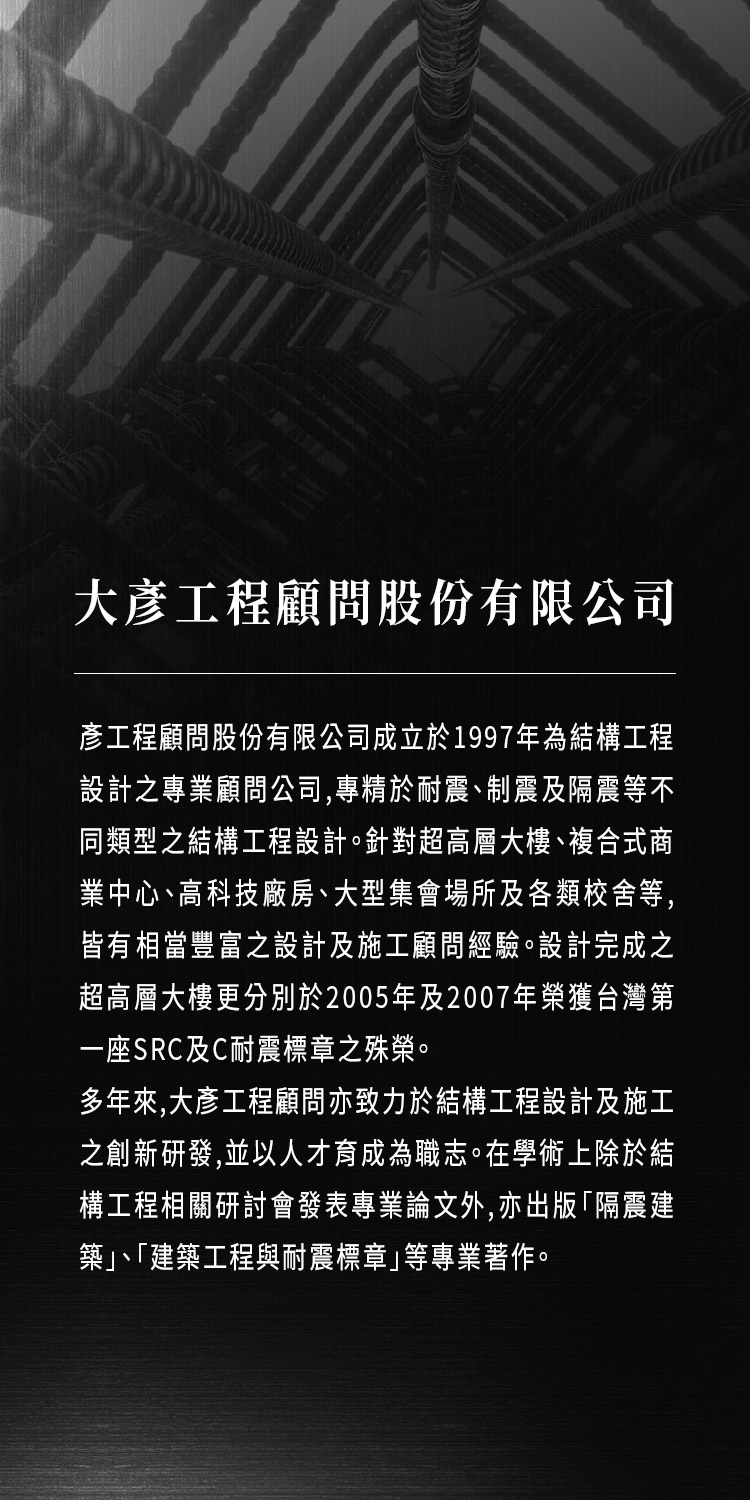 大彥工程顧問股份有限公司
彥工程顧問股份有限公司成立於1997年為結構工程
設計之專業顧問公司,專精於耐震、制震及隔震等不
同類型之結構工程設計。針對超高層大樓、複合式商
業中心、高科技廠房、大型集會場所及各類校舍等,
皆有相當豐富之設計及施工顧問經驗。設計完成之
超高層大樓更分別於2005年及2007年榮獲台灣第
一座SRC及C耐震標章之殊榮。
多年來,大彥工程顧問亦致力於結構工程設計及施工
之創新研發,並以人才育成為職志。在學術上除於結
構工程相關研討會發表專業論文外,亦出版「隔震建
築」、「建築工程與耐震標章」等專業著作。